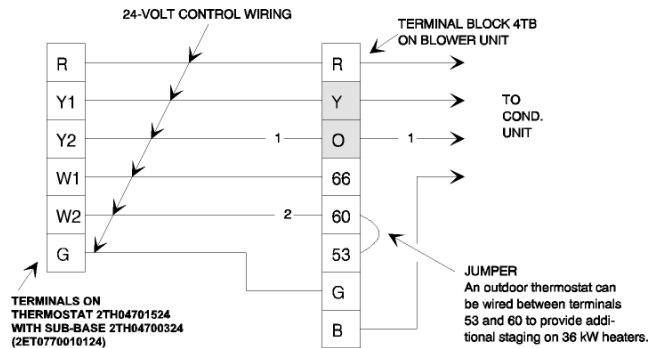 24-VOLT CONTROL WIRING
TERMINAL BLOCK 4TB
ON BLOWER UNIT
R
R
Y1
Y
TO
COND.
UNIT
Y2
1
O
1
W1
66
W2
2
60
G
53
G
B
JUMPER
An outdoor thermostat can
be wired between terminals
53 and 60 to provide addi-
tional staging on 36 kW heaters.
TERMINALS ON
THERMOSTAT 2TH04701524
WITH SUB-BASE 2TH04700324
(2ET0770010124)